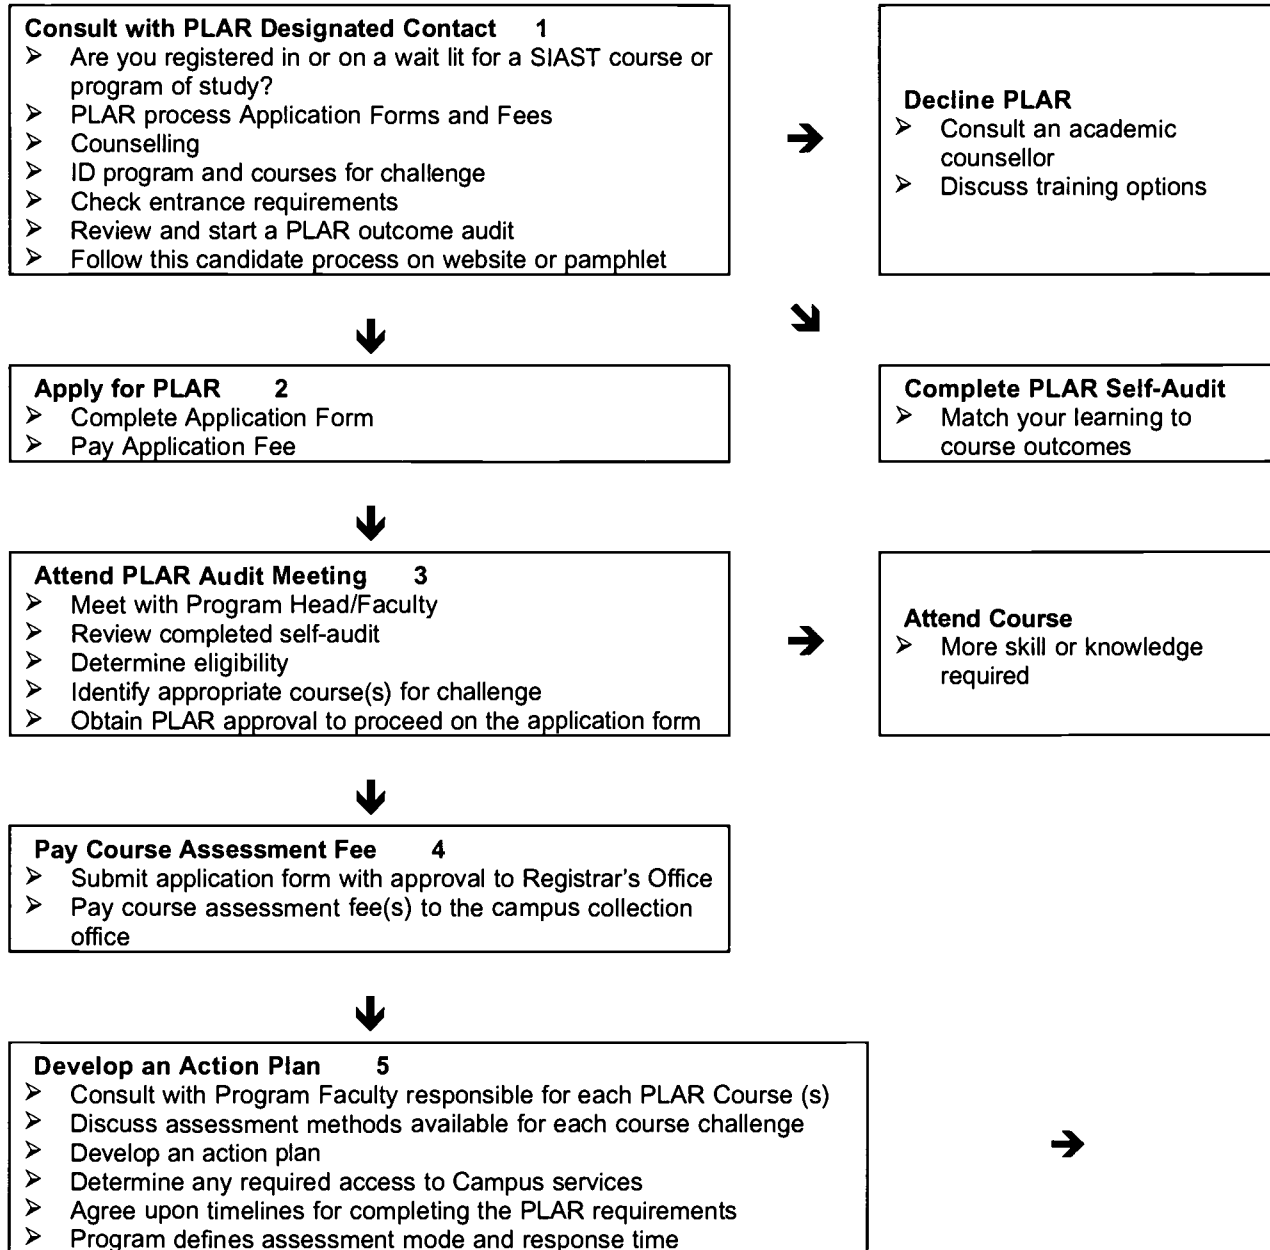 Consult with PLAR Designated Contact 1
➢ Are you registered in or on a wait lit for a SIAST course or
program of study?
➢ PLAR process Application Forms and Fees
➢ Counselling
➢ ID program and courses for challenge
➢ Check entrance requirements
➢ Review and start a PLAR outcome audit
➢ Follow this candidate process on website or pamphlet
Decline PLAR
➢ Consult an academic
counsellor
➢ Discuss training options
Apply for PLAR 2
➢ Complete Application Form
➢ Pay Application Fee
Complete PLAR Self-Audit
➢ Match your learning to
course outcomes
Attend PLAR Audit Meeting 3
➢ Meet with Program Head/Faculty
➢ Review completed self-audit
➢ Determine eligibility
➢ Identify appropriate course(s) for challenge
➢ Obtain PLAR approval to proceed on the application form
Attend Course
➢ More skill or knowledge
required
Pay Course Assessment Fee 4
➢ Submit application form with approval to Registrar's Office
➢ Pay course assessment fee(s) to the campus collection
office
Develop an Action Plan 5
➢ Consult with Program Faculty responsible for each PLAR Course (s)
➢ Discuss assessment methods available for each course challenge
➢ Develop an action plan
➢ Determine any required access to Campus services
➢ Agree upon timelines for completing the PLAR requirements
➢ Program defines assessment mode and response time